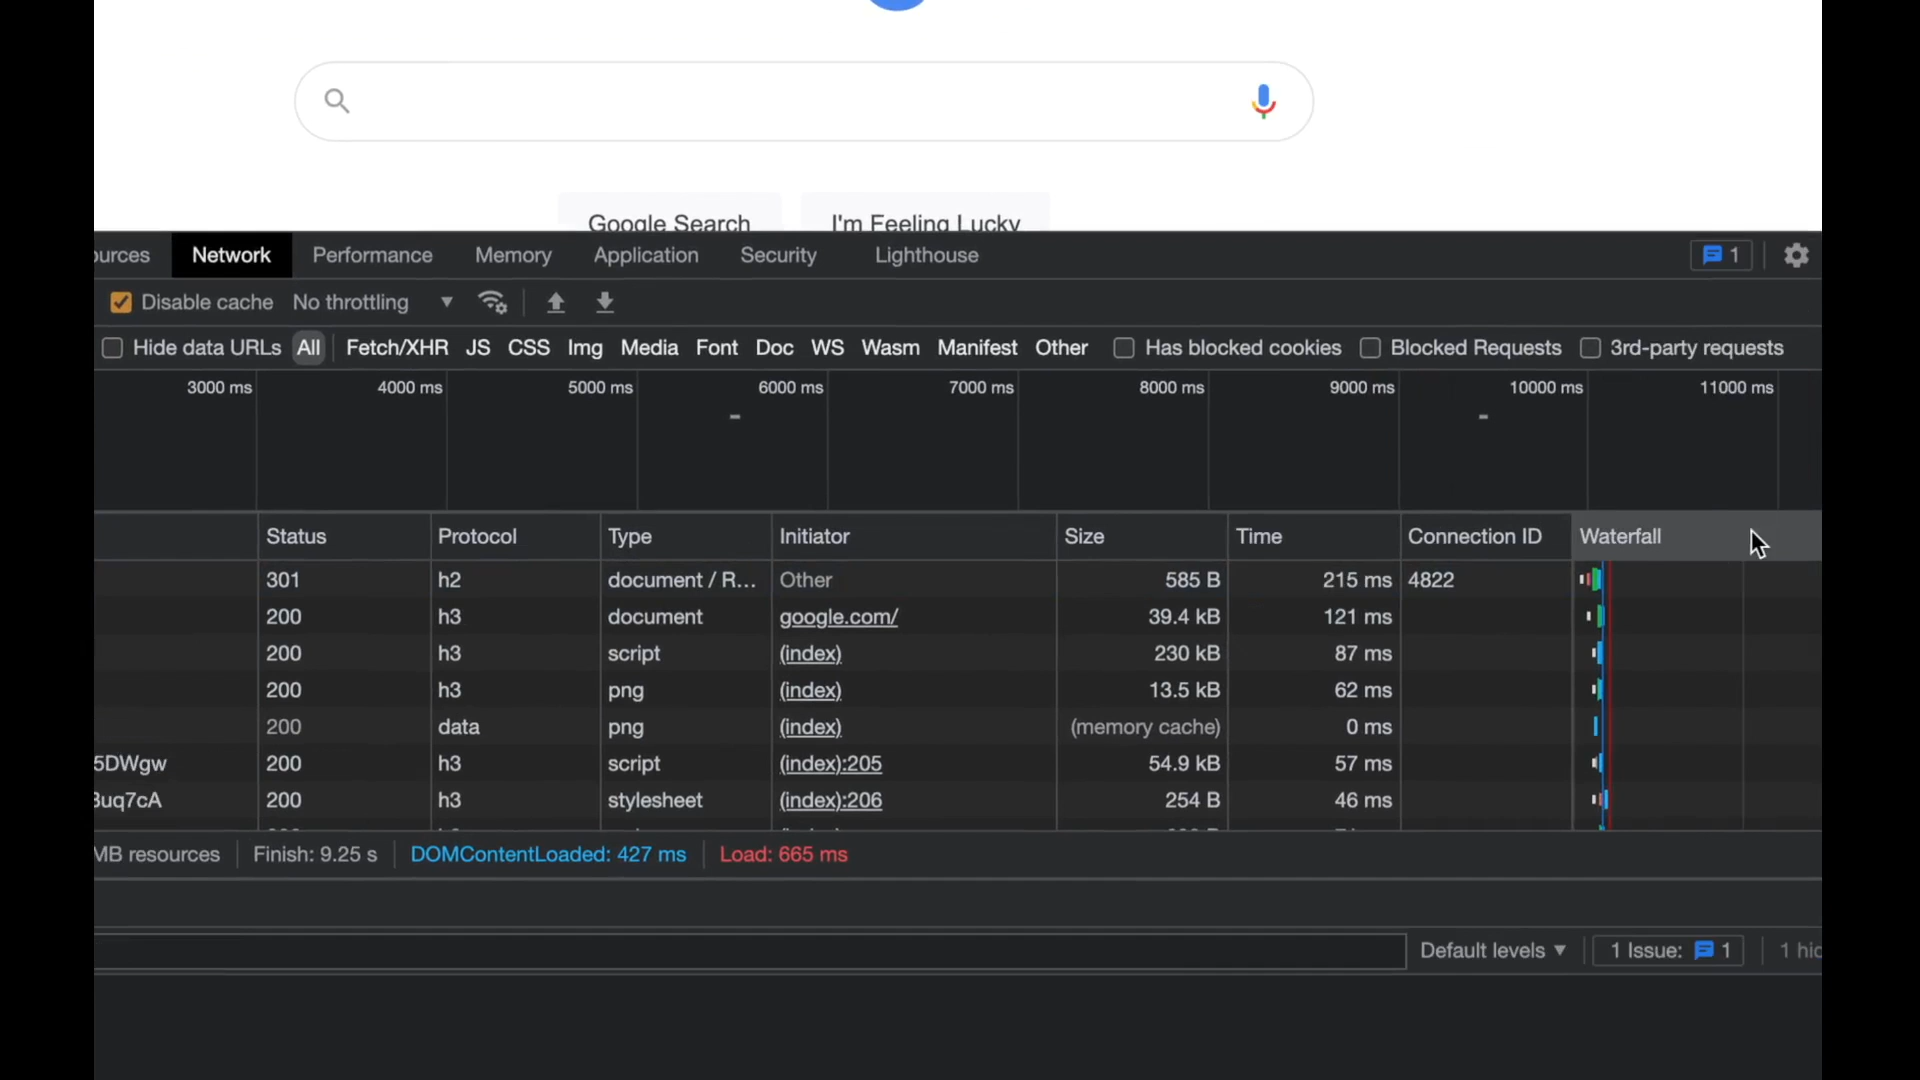 Google Search I'm Feeling Lucky
ources Network Performance Memory Application Security Lighthouse 1
Disable cache No throttling
Hide data URLs All Fetch/XHR JS CSS Img Media Font Doc WS Wasm Manifest Other Has blocked cookies Blocked Requests 3rd-party requests
3000 ms 4000 ms 5000 ms 6000 ms 7000 ms 8000 ms 9000 ms 10000 ms 11000 ms
Status Protocol Type Initiator Size Time Connection ID Waterfall
301 h2 document / R... Other 585 B 215 ms 4822
200 h3 document google.com/ 39.4 kB 121 ms
200 h3 script (index) 230 kB 87 ms
200 h3 png (index) 13.5 kB 62 ms
200 data png (index) (memory cache) 0 ms
5DWgw 200 h3 script (index):205 54.9 kB 57 ms
3uq7cA 200 h3 stylesheet (index):206 254 B 46 ms
MB resources Finish: 9.25 s DOMContentLoaded: 427 ms Load: 665 ms
Default levels 1 Issue: 1 1 hid